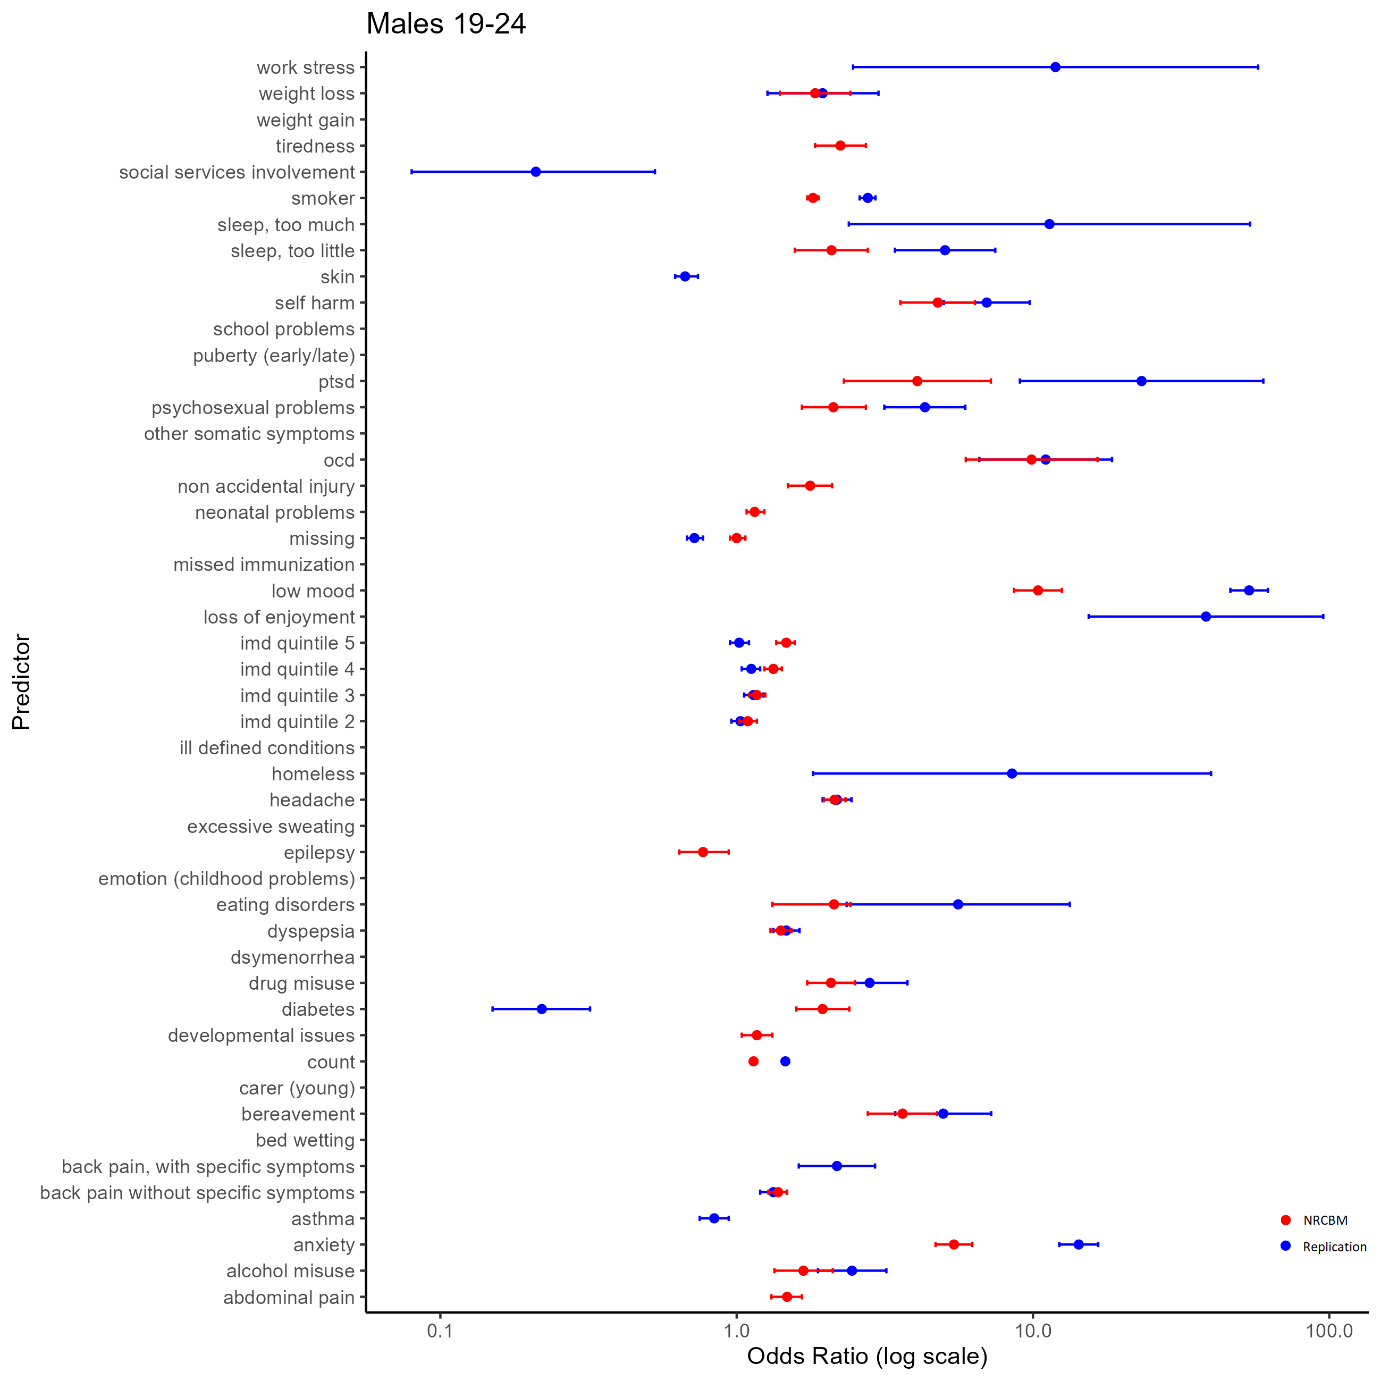 Males 19-24
work stress
weight loss
weight gain
tiredness
social services involvement
smoker
sleep, too much
sleep, too little
skin
self harm
school problems
puberty (early/late)
ptsd
psychosexual problems
other somatic symptoms
ocd
non accidental injury
neonatal problems
missing
missed immunization
low mood
loss of enjoyment
imd quintile 5
imd quintile 4
imd quintile 3
imd quintile 2
ill defined conditions
homeless
headache
excessive sweating
epilepsy
emotion (childhood problems)
eating disorders
dyspepsia
dsymenorrhea
drug misuse
diabetes
developmental issues
count
carer (young)
bereavement
bed wetting
back pain, with specific symptoms
back pain without specific symptoms
asthma
anxiety
alcohol misuse
abdominal pain
Predictor
NRCBM
Replication
0.1 1.0 10.0 100.0
Odds Ratio (log scale)